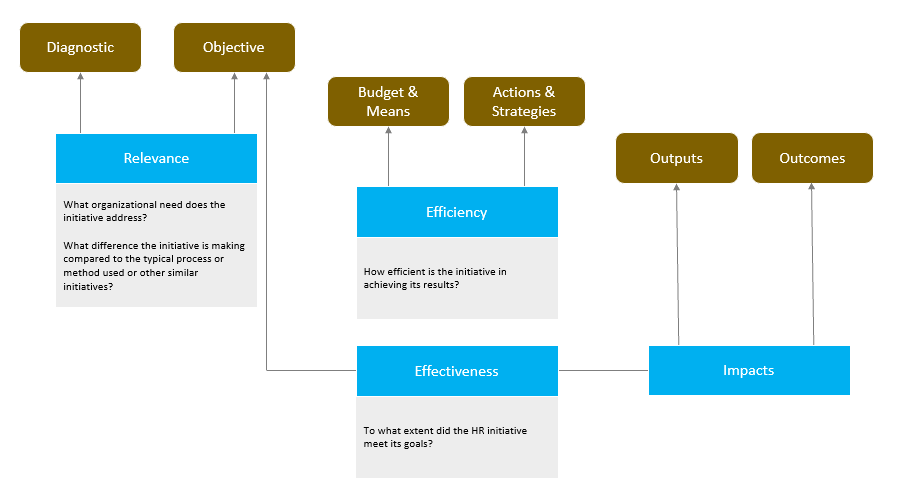 Diagnostic
Objective
Budget &
Means
Actions &
Strategies
Outputs
Outcomes
Relevance
What organizational need does the
initiative address?
What difference the initiative is making
compared to the typical process or
method used or other similar
initiatives?
Efficiency
How efficient is the initiative in
achieving its results?
Effectiveness
To what extent did the HR initiative
meet its goals?
Impacts